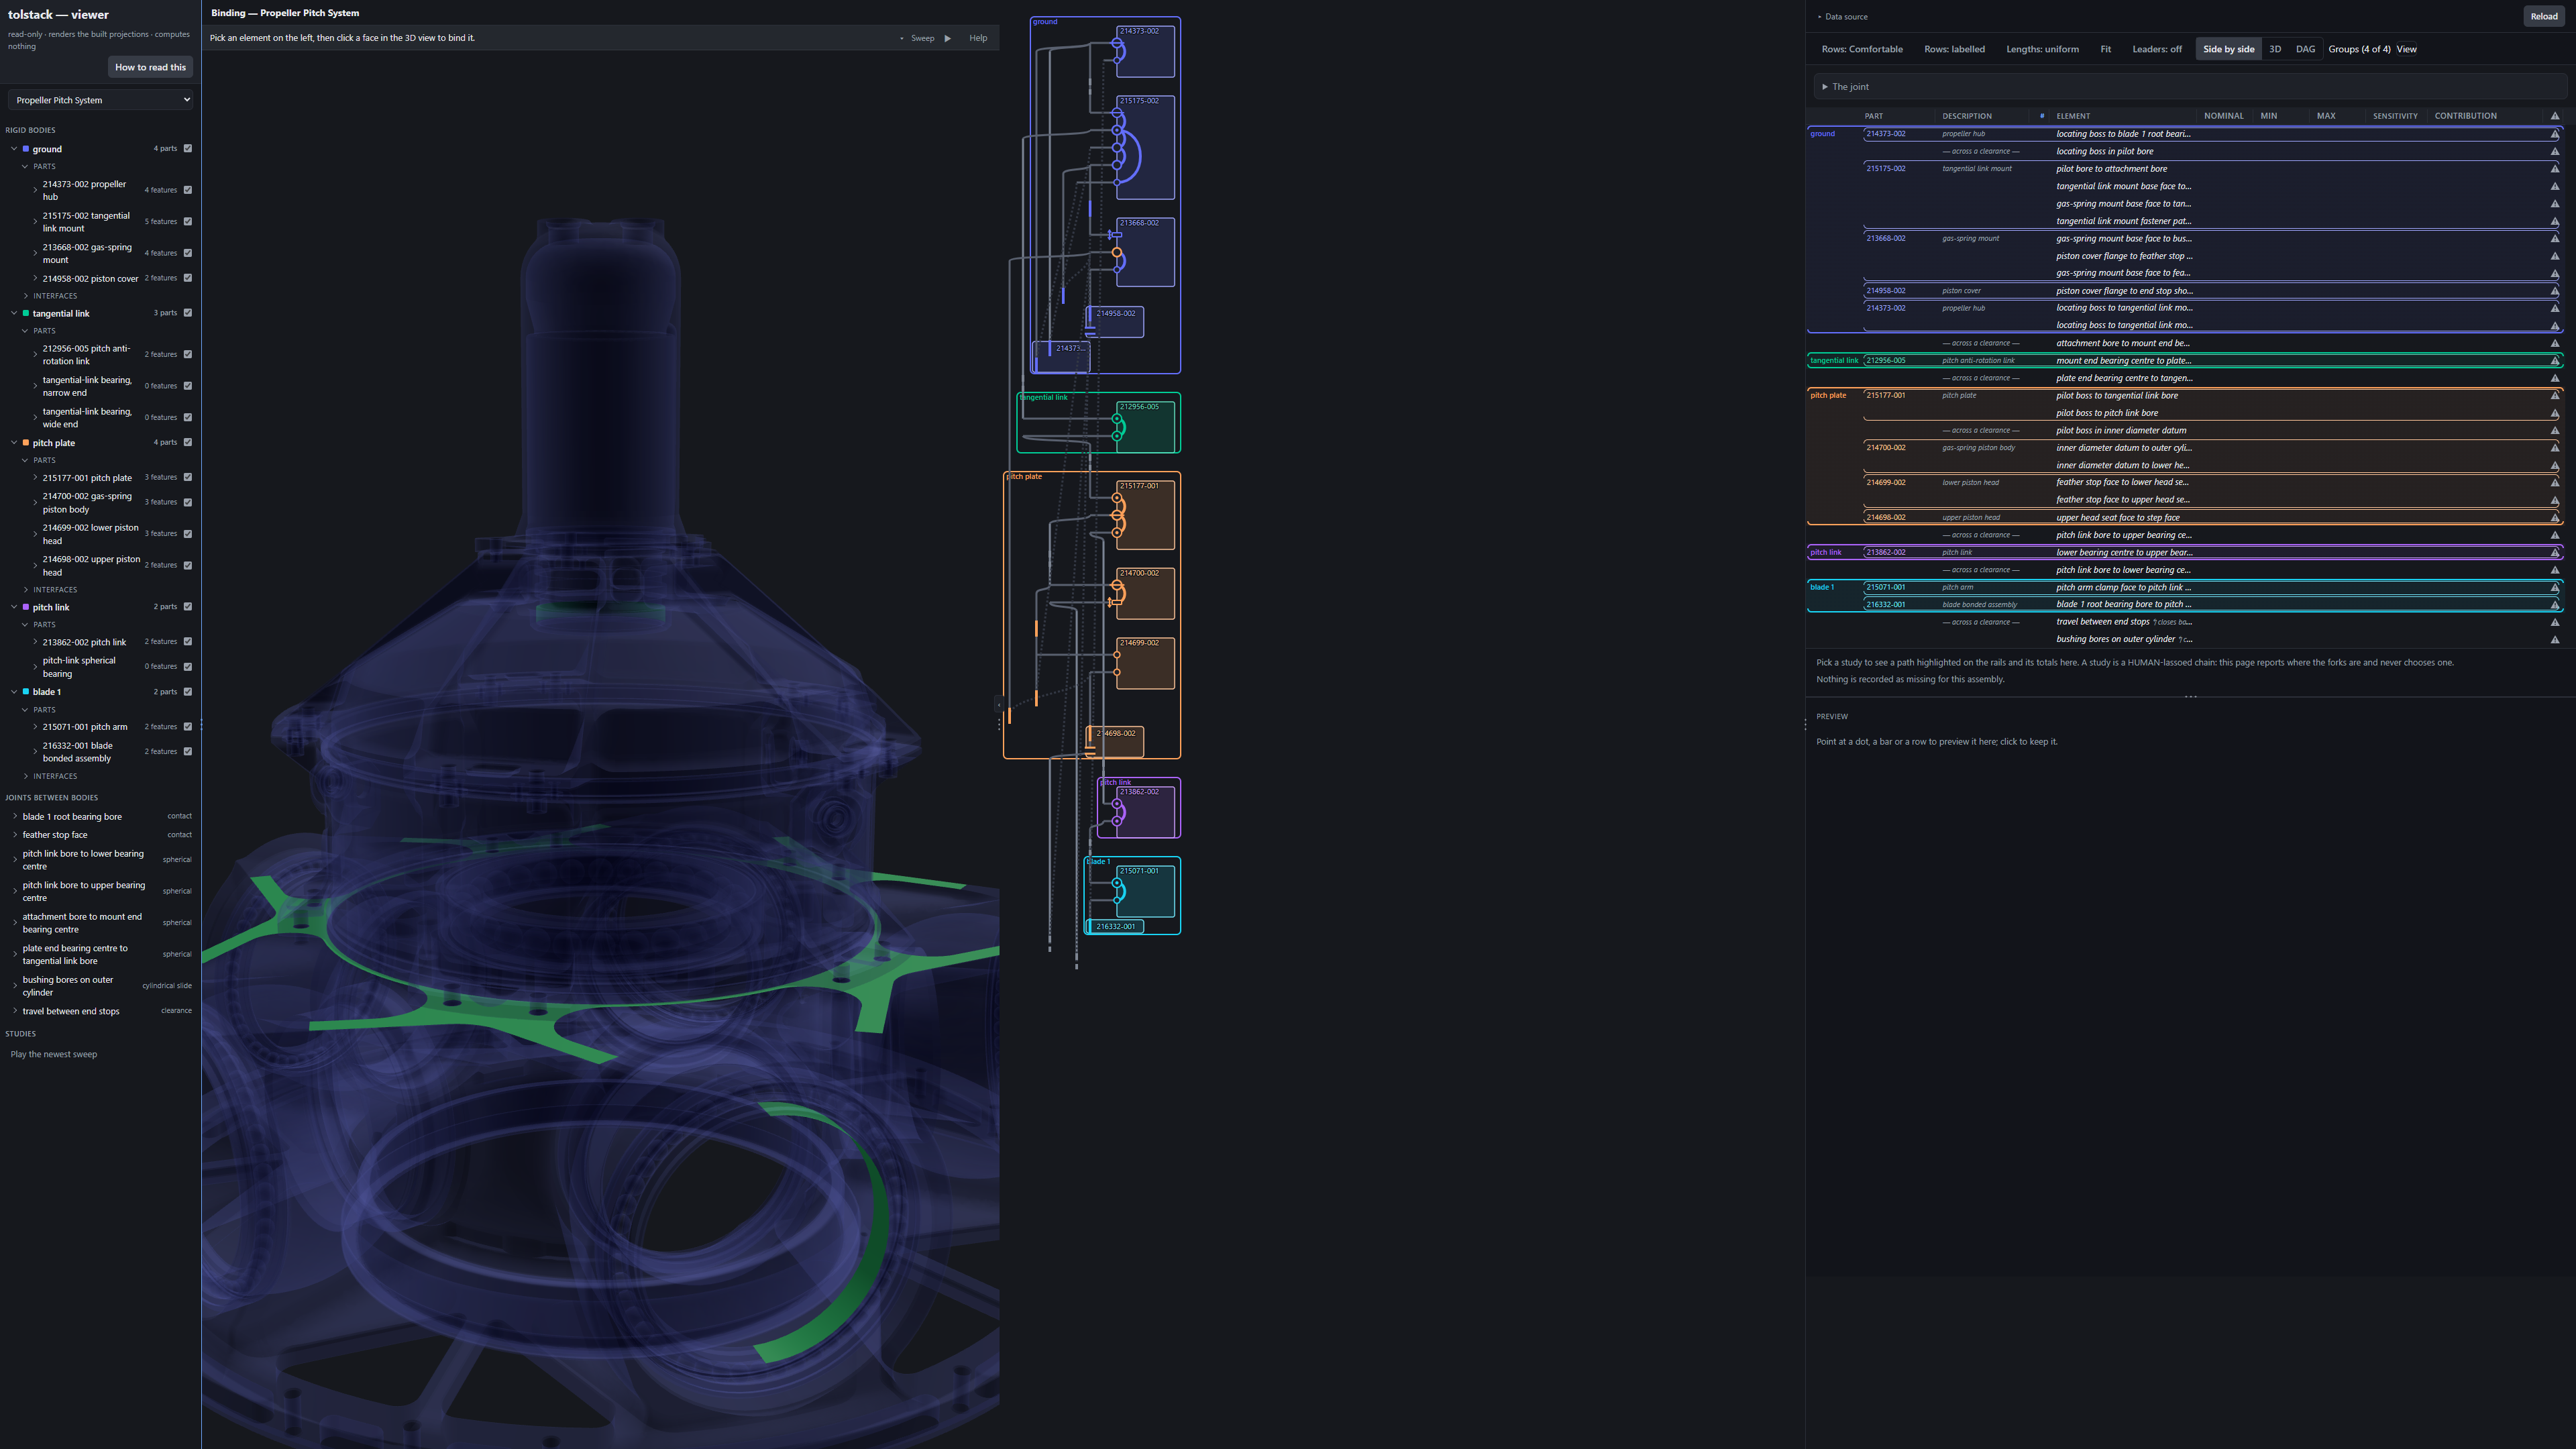 tolstack — viewer
read-only · renders the built projections · computes
nothing
How to read this
Propeller Pitch System
RIGID BODIES
ground 4 parts
PARTS
214373-002 propeller
hub
4 features
215175-002 tangential
link mount
5 features
213668-002 gas-spring
mount
4 features
214958-002 piston cover 2 features
INTERFACES
tangential link 3 parts
PARTS
212956-005 pitch anti-
rotation link
2 features
tangential-link bearing,
narrow end
0 features
tangential-link bearing,
wide end
0 features
pitch plate 4 parts
PARTS
215177-001 pitch plate 3 features
214700-002 gas-spring
piston body
3 features
214699-002 lower piston
head
3 features
214698-002 upper piston
head
2 features
INTERFACES
pitch link 2 parts
PARTS
213862-002 pitch link 2 features
pitch-link spherical
bearing
0 features
blade 1 2 parts
PARTS
215071-001 pitch arm 2 features
216332-001 blade
bonded assembly
2 features
INTERFACES
JOINTS BETWEEN BODIES
blade 1 root bearing bore contact
feather stop face contact
pitch link bore to lower bearing
centre
spherical
pitch link bore to upper bearing
centre
spherical
attachment bore to mount end
bearing centre
spherical
plate end bearing centre to
tangential link bore
spherical
bushing bores on outer
cylinder
cylindrical slide
travel between end stops clearance
STUDIES
Play the newest sweep
Binding — Propeller Pitch System
Pick an element on the left, then click a face in the 3D view to bind it.
Sweep ▶ Help
ground
214373-002
215175-002
213668-002
214958-002
214373...
tangential link
212956-005
pitch plate
215177-001
214700-002
214699-002
214698-002
pitch link
213862-002
blade 1
215071-001
216332-001
Data source
Reload
Rows: Comfortable Rows: labelled Lengths: uniform Fit Leaders: off Side by side 3D DAG Groups (4 of 4) View
▶ The joint
PART DESCRIPTION # ELEMENT NOMINAL MIN MAX SENSITIVITY CONTRIBUTION
ground 214373-002 propeller hub locating boss to blade 1 root beari...
— across a clearance — locating boss in pilot bore
215175-002 tangential link mount pilot bore to attachment bore
tangential link mount base face to...
gas-spring mount base face to tan...
tangential link mount fastener pat...
213668-002 gas-spring mount gas-spring mount base face to bus...
piston cover flange to feather stop ...
gas-spring mount base face to fea...
214958-002 piston cover piston cover flange to end stop sho...
214373-002 propeller hub locating boss to tangential link mo...
locating boss to tangential link mo...
— across a clearance — attachment bore to mount end be...
tangential link 212956-005 pitch anti-rotation link mount end bearing centre to plate...
— across a clearance — plate end bearing centre to tangen...
pitch plate 215177-001 pitch plate pilot boss to tangential link bore
pilot boss to pitch link bore
— across a clearance — pilot boss in inner diameter datum
214700-002 gas-spring piston body inner diameter datum to outer cyli...
inner diameter datum to lower he...
214699-002 lower piston head feather stop face to lower head se...
feather stop face to upper head se...
214698-002 upper piston head upper head seat face to step face
— across a clearance — pitch link bore to upper bearing ce...
pitch link 213862-002 pitch link lower bearing centre to upper bear...
— across a clearance — pitch link bore to lower bearing ce...
blade 1 215071-001 pitch arm pitch arm clamp face to pitch link ...
216332-001 blade bonded assembly blade 1 root bearing bore to pitch ...
— across a clearance — travel between end stops closes ba...
bushing bores on outer cylinder
Pick a study to see a path highlighted on the rails and its totals here. A study is a HUMAN-lassoed chain: this page reports where the forks are and never chooses one.
Nothing is recorded as missing for this assembly.
PREVIEW
Point at a dot, a bar or a row to preview it here; click to keep it.